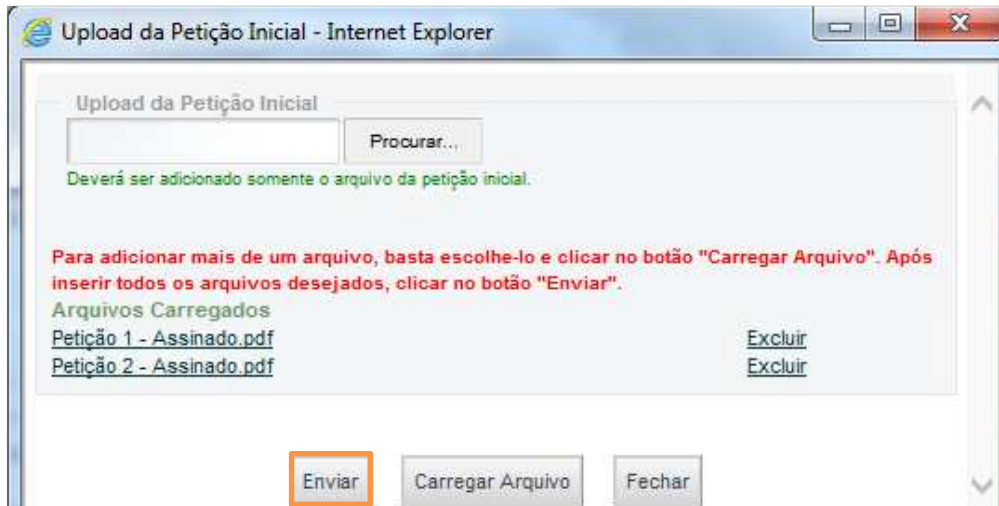 Upload da Petição Inicial - Internet Explorer
Upload da Petição Inicial
Procurar...
Deverá ser adicionado somente o arquivo da petição inicial.
Para adicionar mais de um arquivo, basta escolhe-lo e clicar no botão "Carregar Arquivo". Após
inserir todos os arquivos desejados, clicar no botão "Enviar".
Arquivos Carregados
Petição 1 - Assinado.pdf Excluir
Petição 2 - Assinado.pdf Excluir
Enviar Carregar Arquivo Fechar